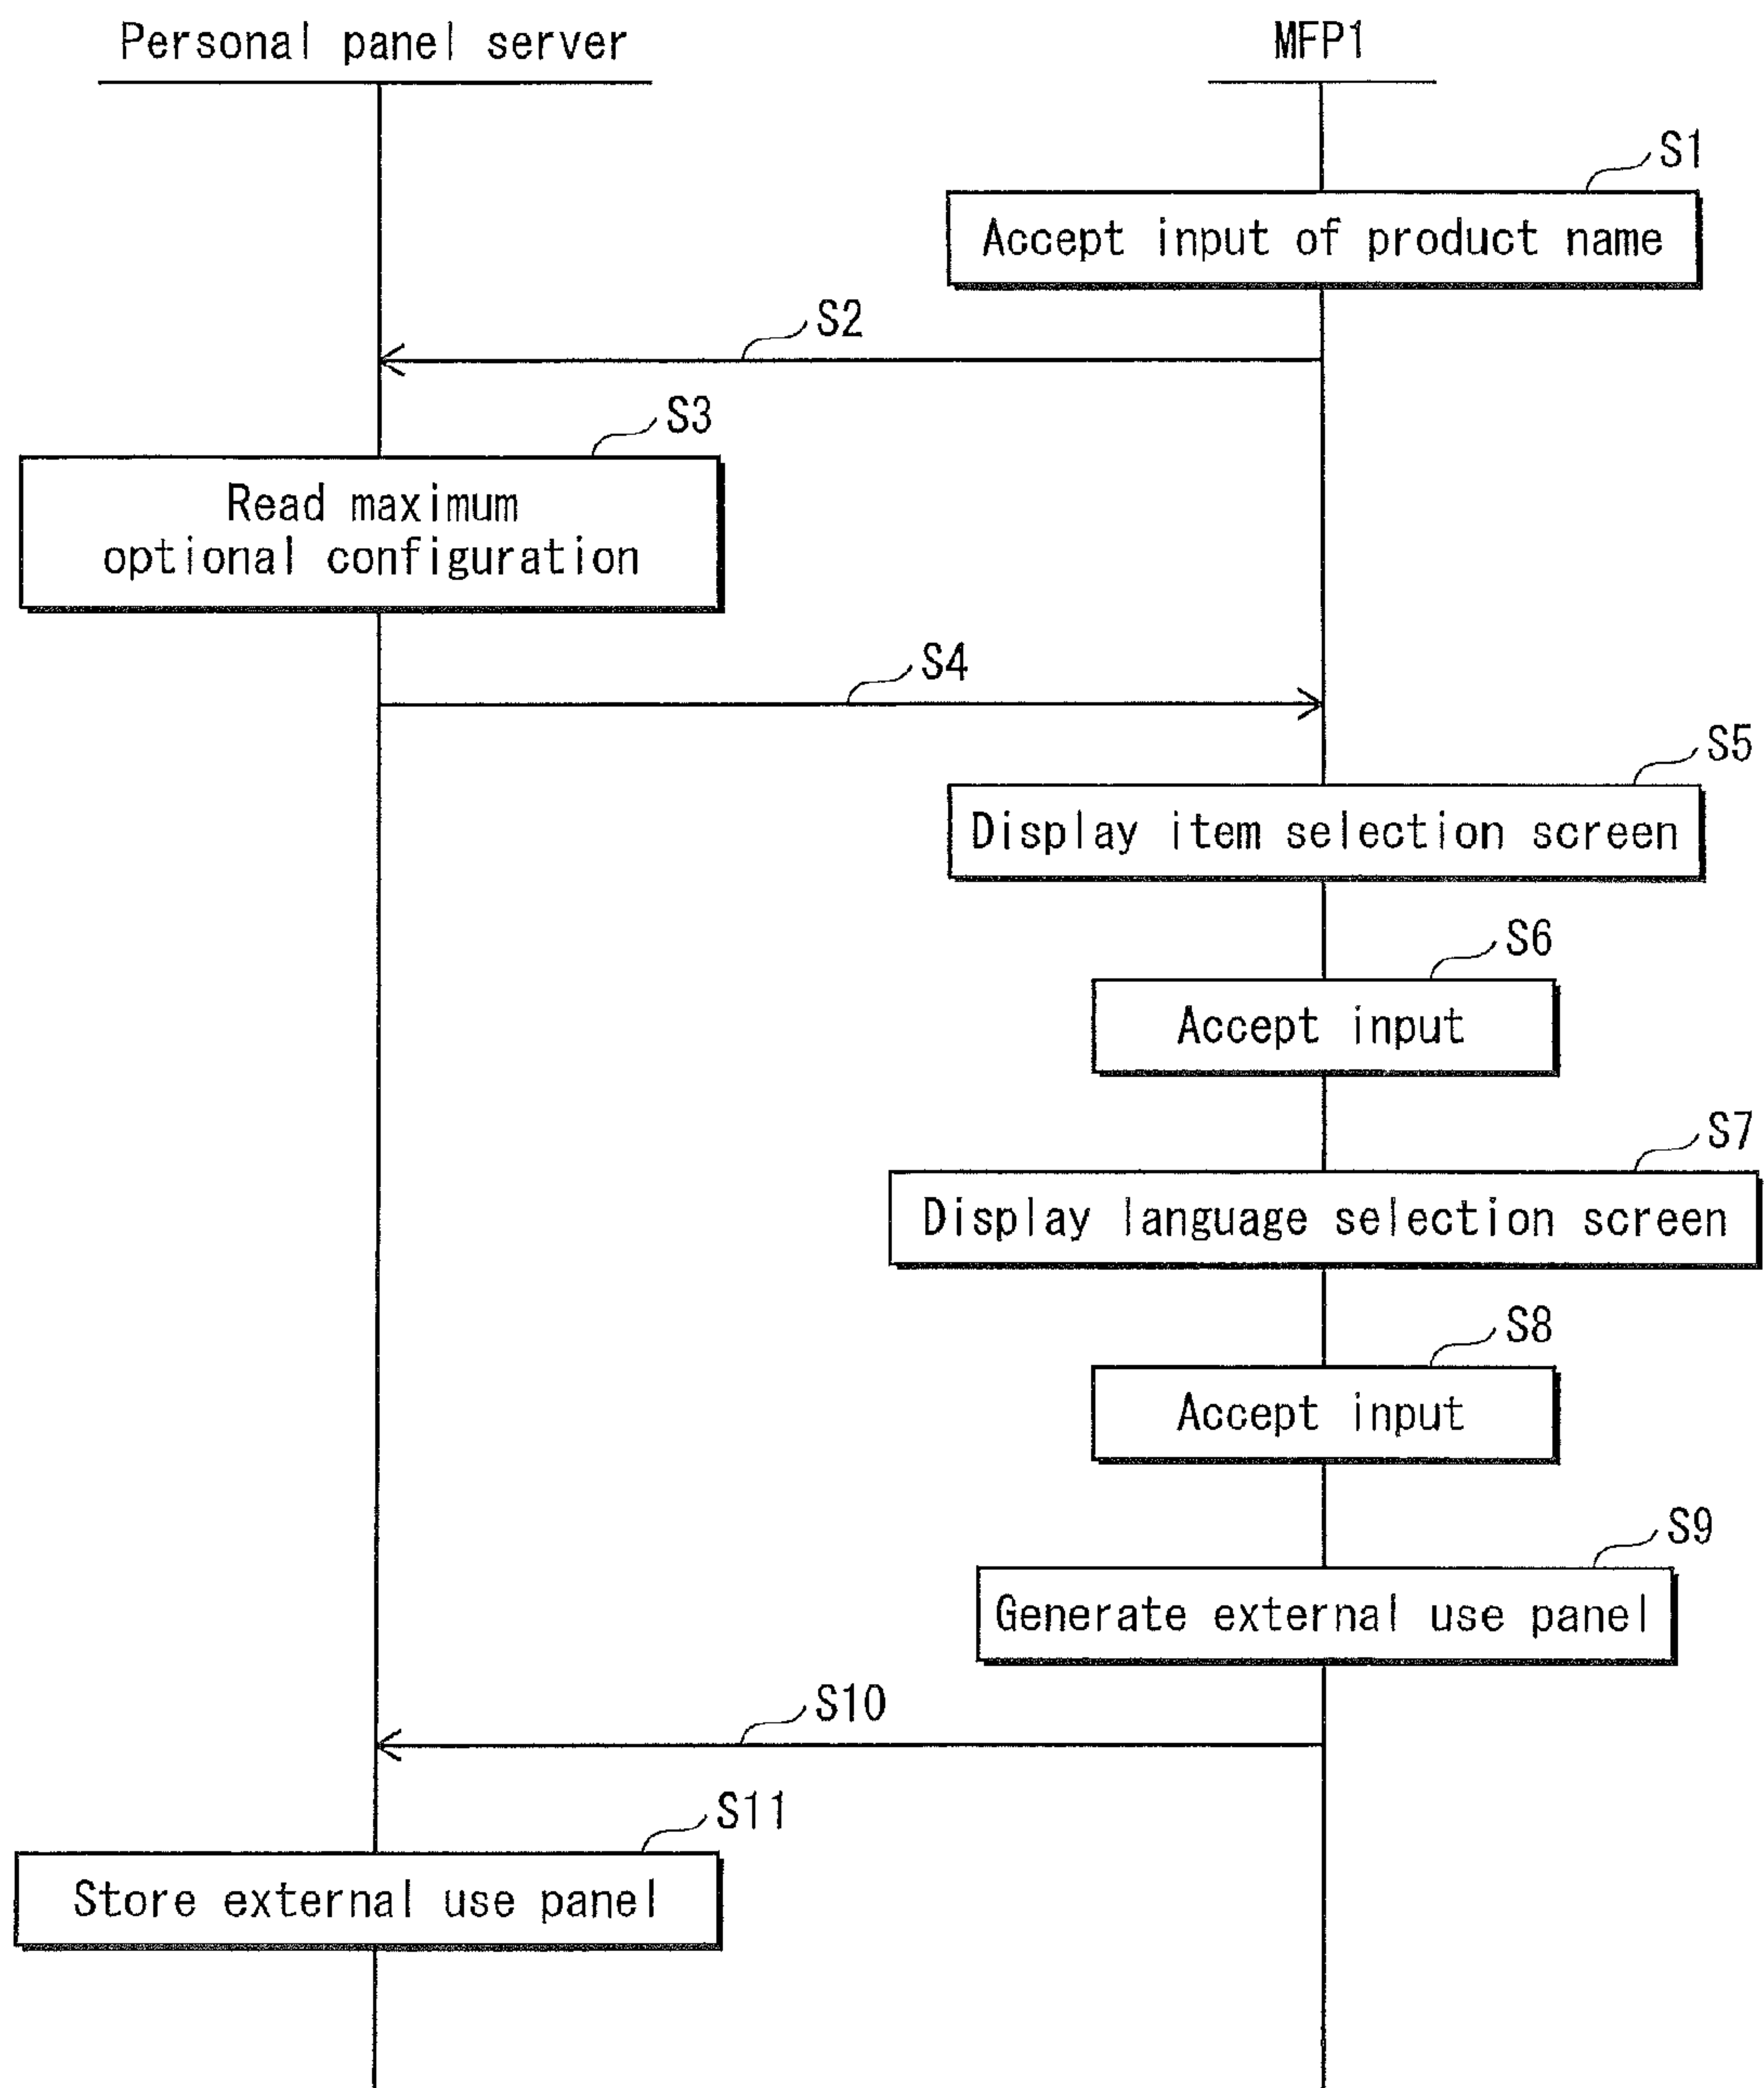 Personal panel server
MFP1
S1
Accept input of product name
S2
S3
Read maximum
optional configuration
S4
S5
Display item selection screen
S6
Accept input
S7
Display language selection screen
S8
Accept input
S9
Generate external use panel
S10
S11
Store external use panel